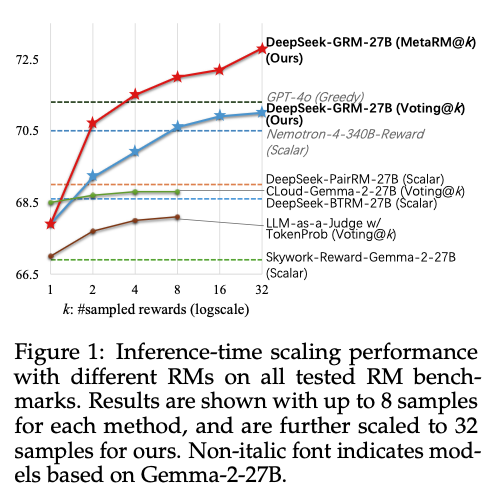 72.5
70.5
68.5
66.5
DeepSeek-GRM-27B (MetaRM@k)
(Ours)
GPT-4o (Greedy)
DeepSeek-GRM-27B (Voting@k)
(Ours)
Nemotron-4-340B-Reward
(Scalar)
DeepSeek-PairRM-27B (Scalar)
CLoud-Gemma-2-27B (Voting@k)
DeepSeek-BTRM-27B (Scalar)
LLM-as-a-Judge w/
TokenProb (Voting@k)
Skywork-Reward-Gemma-2-27B
(Scalar)
1 2 4 8 16 32
k: #sampled rewards (logscale)
Figure 1: Inference-time scaling performance
with different RMs on all tested RM bench-
marks. Results are shown with up to 8 samples
for each method, and are further scaled to 32
samples for ours. Non-italic font indicates mod-
els based on Gemma-2-27B.